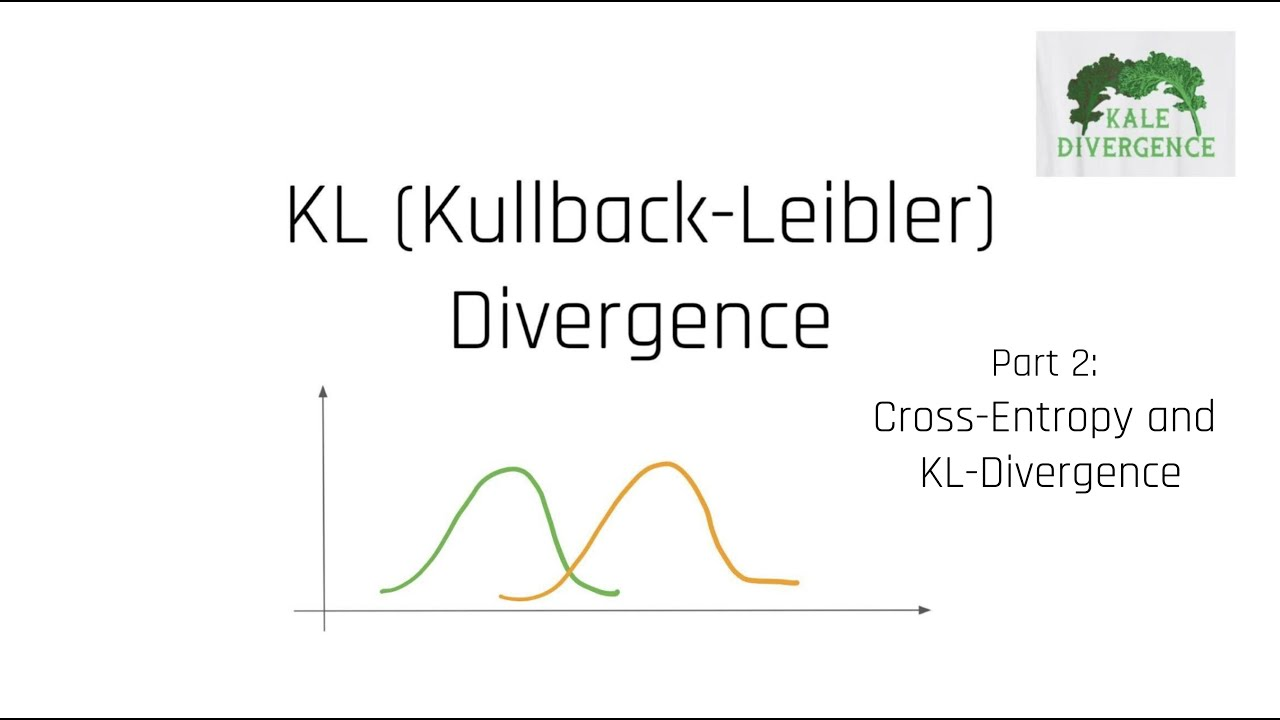 KALE
DIVERGENCE
KL (Kullback-Leibler)
Divergence
Part 2:
Cross-Entropy and
KL-Divergence